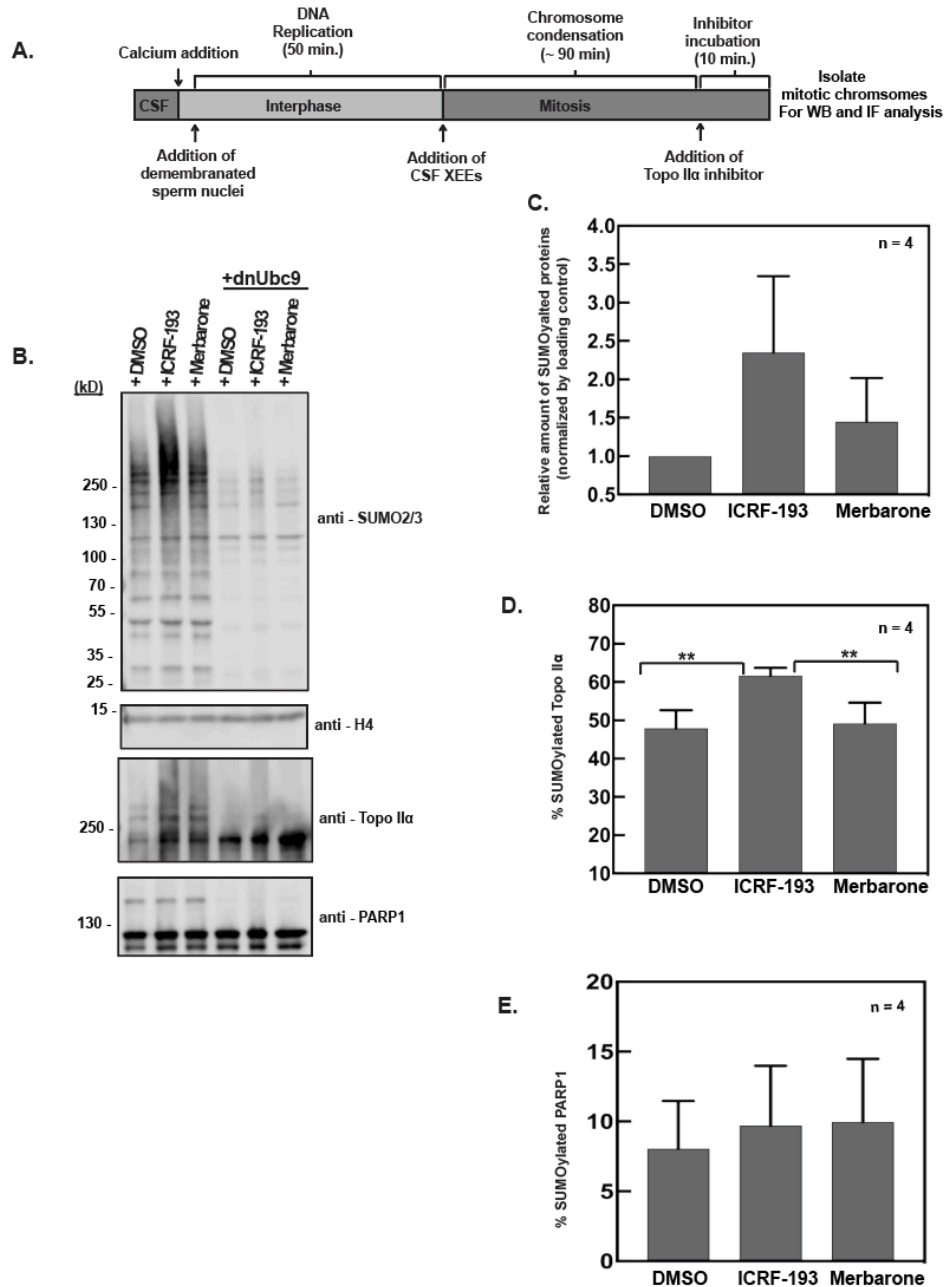 A.
DNA
Replication
(50 min.)
Chromosome
condensation
(~ 90 min)
Inhibitor
incubation
(10 min.)
Calcium addition
CSF
Interphase
Mitosis
Isolate
mitotic chromsomes
For WB and IF analysis
Addition of
demembranated
sperm nuclei
Addition of
CSF XEEs
Addition of
Topo IIα inhibitor
B.
+dnUbc9
+ DMSO
+ ICRF-193
+ Merbarone
+ DMSO
+ ICRF-193
+ Merbarone
(kD)
250 -
130 -
100 -
70 -
55 -
35 -
25 -
anti - SUMO2/3
15 -
anti - H4
250 -
anti - Topo IIα
130 -
anti - PARP1
C.
Relative amount of SUMOyalted proteins
(normalized by loading control)
4.0
3.5
3.0
2.5
2.0
1.5
1.0
0.5
n = 4
DMSO ICRF-193 Merbarone
D.
% SUMOylated Topo IIα
80
70
60
50
40
30
20
10
n = 4
** **
DMSO ICRF-193 Merbarone
E.
% SUMOylated PARP1
20
15
10
5
0
n = 4
DMSO ICRF-193 Merbarone